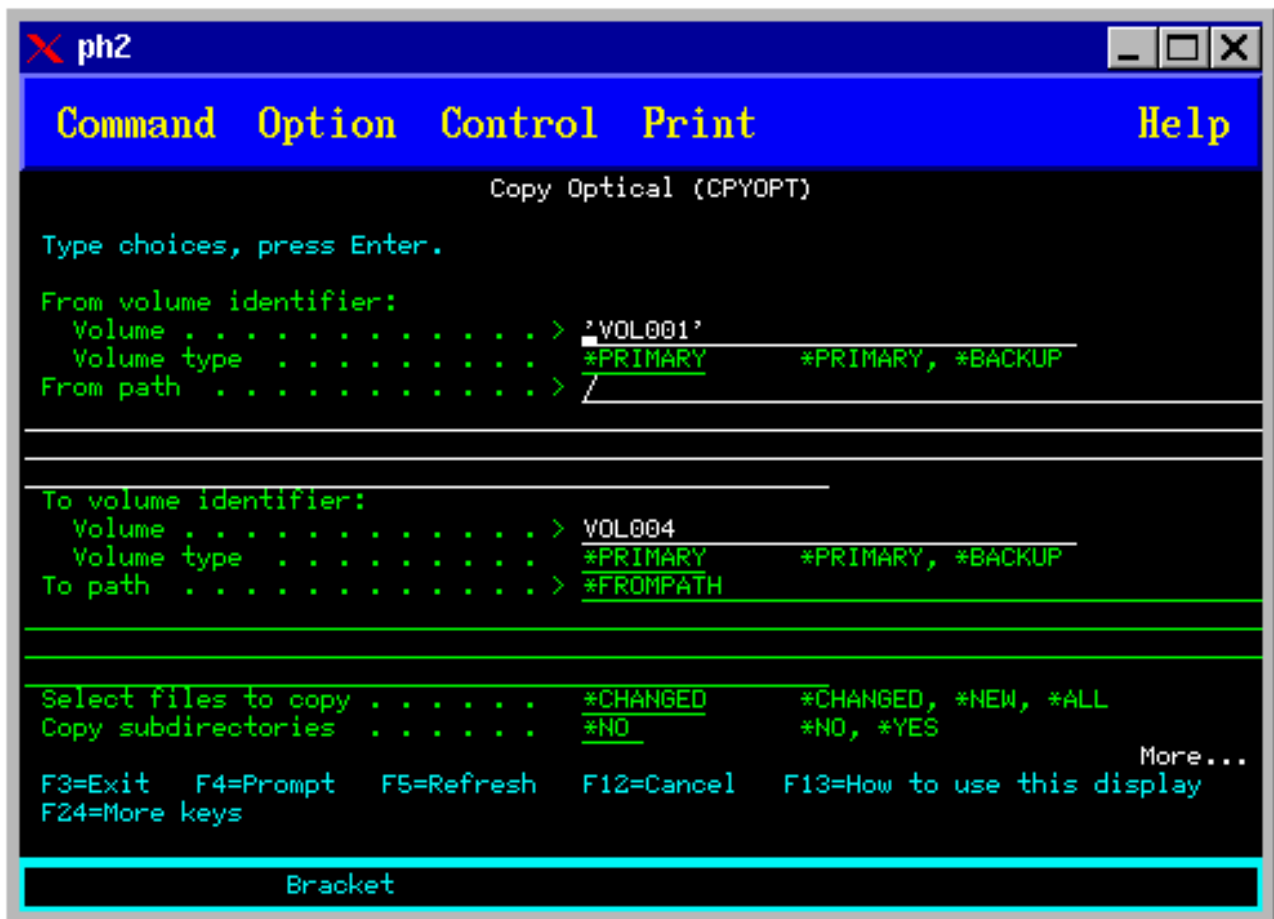 ph2
Command Option Control Print Help
Copy Optical (CPYOPT)
Type choices, press Enter.
From volume identifier:
Volume . . . . . . . . . . . . > 'VOL001'
Volume type . . . . . . . . . *PRIMARY *PRIMARY, *BACKUP
From path . . . . . . . . . . . > /
To volume identifier:
Volume . . . . . . . . . . . . > VOL004
Volume type . . . . . . . . . *PRIMARY *PRIMARY, *BACKUP
To path . . . . . . . . . . . . > *FROMPATH
Select files to copy . . . . . . *CHANGED *CHANGED, *NEW, *ALL
Copy subdirectories . . . . . . *NO *NO, *YES
More...
F3=Exit F4=Prompt F5=Refresh F12=Cancel F13=How to use this display
F24=More keys
Bracket